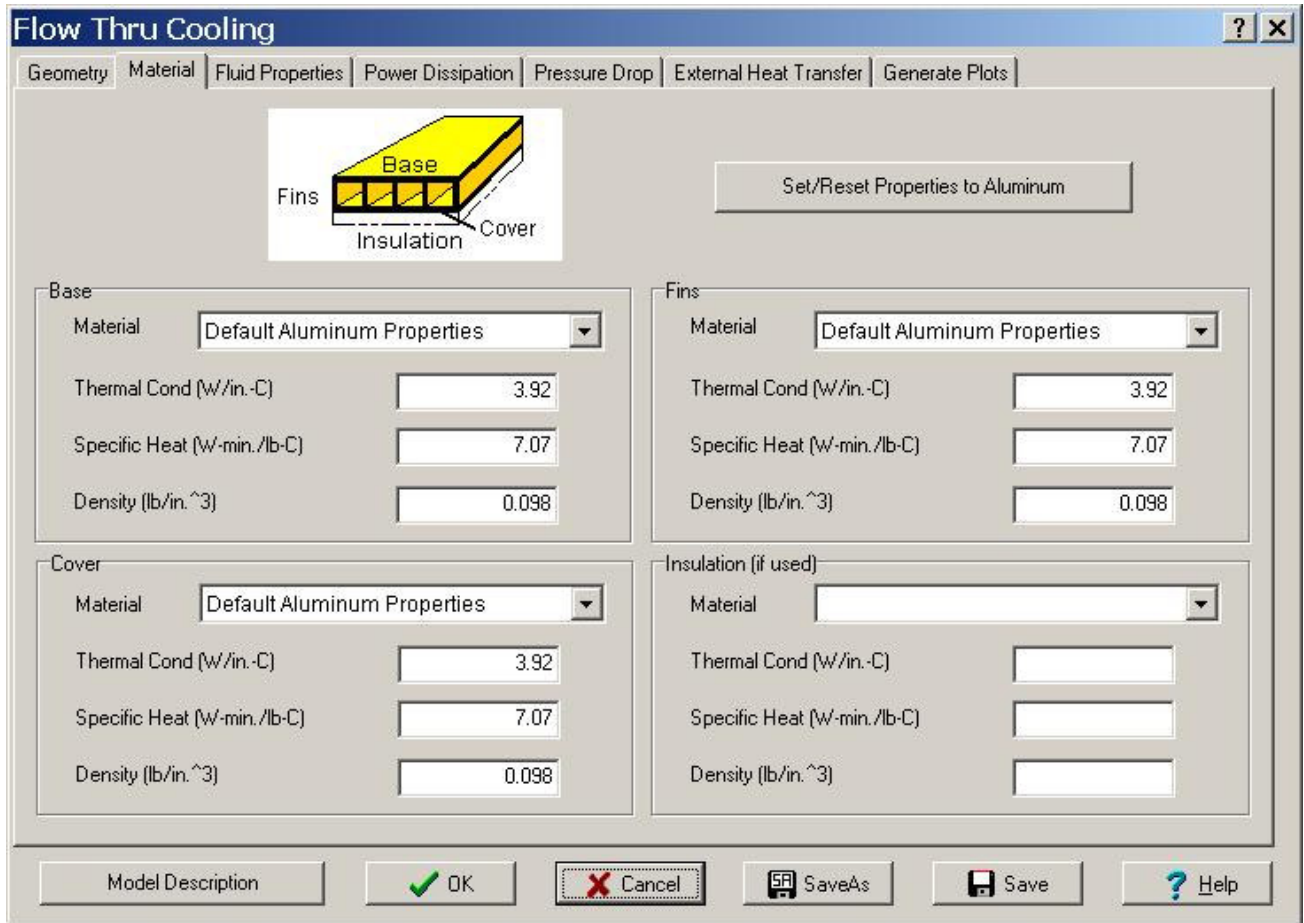 Flow Thru Cooling
Geometry Material Fluid Properties Power Dissipation Pressure Drop External Heat Transfer Generate Plots
Base
Fins
Cover
Insulation
Set/Reset Properties to Aluminum
Base
Material Default Aluminum Properties
Thermal Cond (W/in.-C) 3.92
Specific Heat (W-min./lb-C) 7.07
Density (lb/in.^3) 0.098
Fins
Material Default Aluminum Properties
Thermal Cond (W/in.-C) 3.92
Specific Heat (W-min./lb-C) 7.07
Density (lb/in.^3) 0.098
Cover
Material Default Aluminum Properties
Thermal Cond (W/in.-C) 3.92
Specific Heat (W-min./lb-C) 7.07
Density (lb/in.^3) 0.098
Insulation (if used)
Material
Thermal Cond (W/in.-C)
Specific Heat (W-min./lb-C)
Density (lb/in.^3)
Model Description OK Cancel SA SaveAs Save ? Help